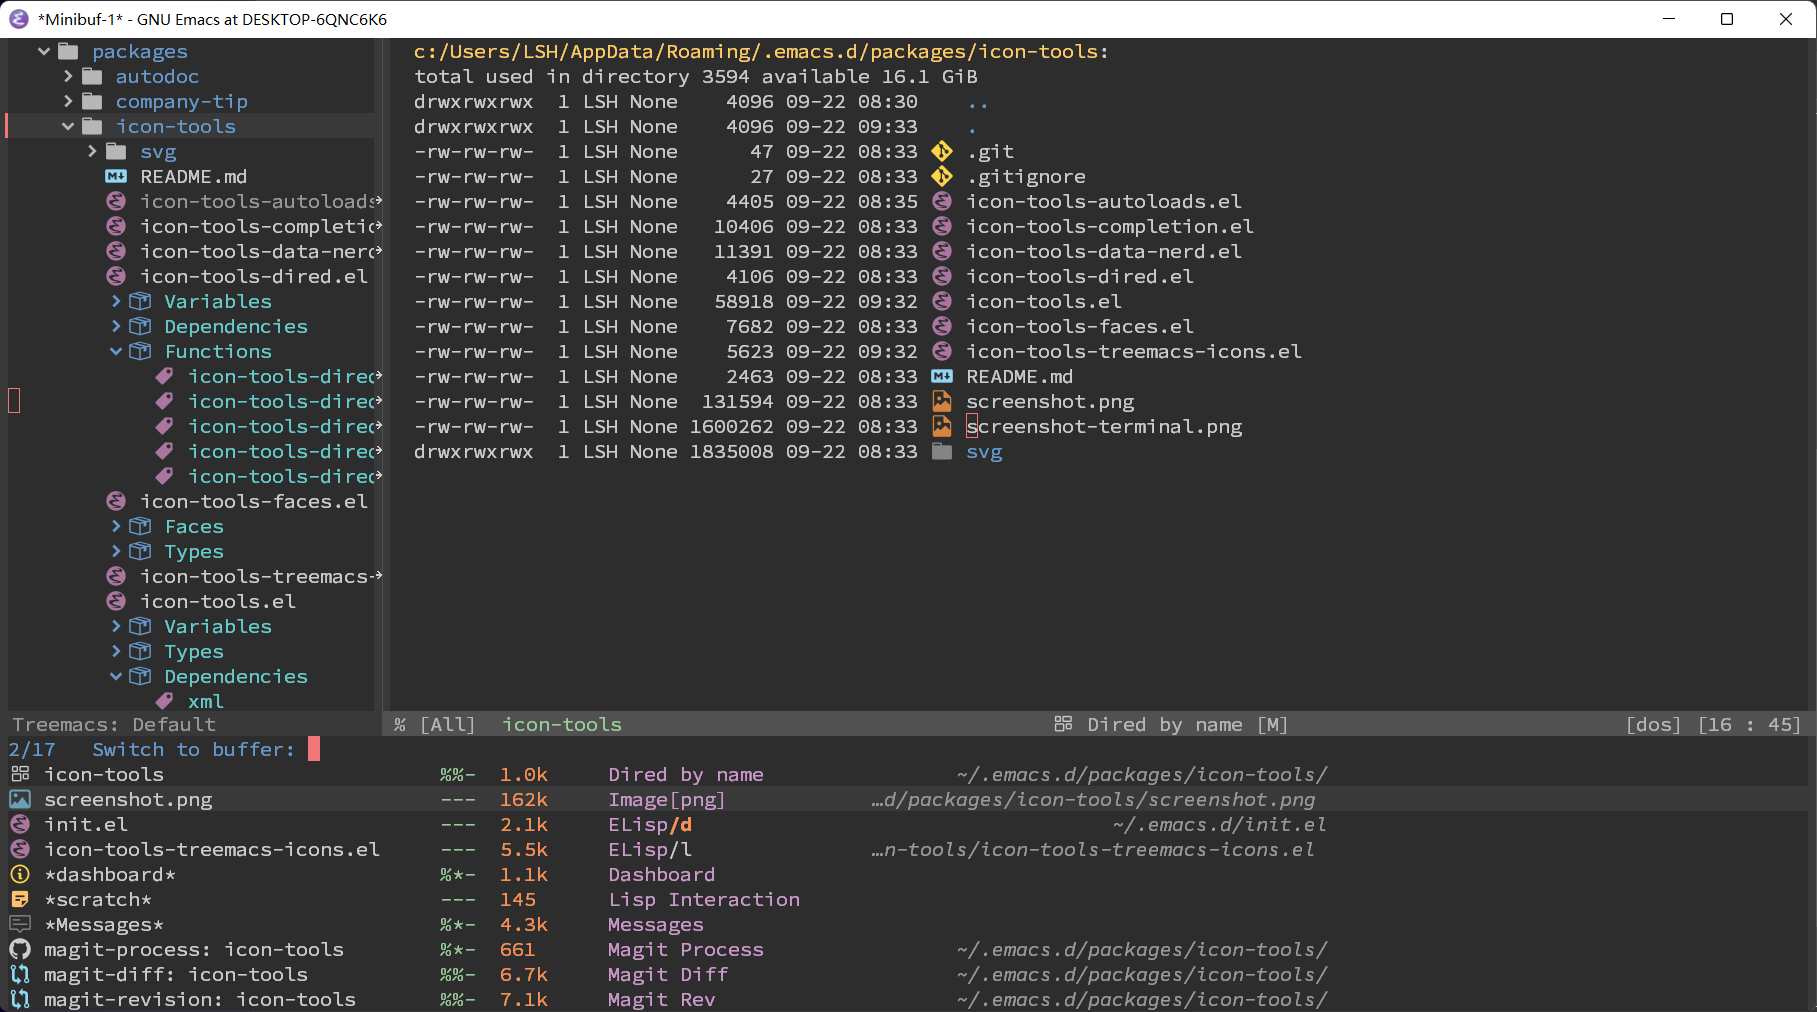 *Minibuf-1* - GNU Emacs at DESKTOP-6QNC6K6
packages
autodoc
company-tip
icon-tools
svg
README.md
icon-tools-autoloads
icon-tools-completic
icon-tools-data-nerd
icon-tools-dired.el
Variables
Dependencies
Functions
icon-tools-dired
icon-tools-dired
icon-tools-dired
icon-tools-dired
icon-tools-dired
icon-tools-faces.el
Faces
Types
icon-tools-treemacs-
icon-tools.el
Variables
Types
Dependencies
xml
Treemacs: Default
c:/Users/LSH/AppData/Roaming/.emacs.d/packages/icon-tools:
total used in directory 3594 available 16.1 GiB
drwxrwxrwx 1 LSH None 4096 09-22 08:30 ..
drwxrwxrwx 1 LSH None 4096 09-22 09:33 .
-rw-rw-rw- 1 LSH None 47 09-22 08:33 .git
-rw-rw-rw- 1 LSH None 27 09-22 08:33 .gitignore
-rw-rw-rw- 1 LSH None 4405 09-22 08:35 icon-tools-autoloads.el
-rw-rw-rw- 1 LSH None 10406 09-22 08:33 icon-tools-completion.el
-rw-rw-rw- 1 LSH None 11391 09-22 08:33 icon-tools-data-nerd.el
-rw-rw-rw- 1 LSH None 4106 09-22 08:33 icon-tools-dired.el
-rw-rw-rw- 1 LSH None 58918 09-22 09:32 icon-tools.el
-rw-rw-rw- 1 LSH None 7682 09-22 08:33 icon-tools-faces.el
-rw-rw-rw- 1 LSH None 5623 09-22 09:32 icon-tools-treemacs-icons.el
-rw-rw-rw- 1 LSH None 2463 09-22 08:33 README.md
-rw-rw-rw- 1 LSH None 131594 09-22 08:33 screenshot.png
-rw-rw-rw- 1 LSH None 1600262 09-22 08:33 screenshot-terminal.png
drwxrwxrwx 1 LSH None 1835008 09-22 08:33 svg
% [All] icon-tools Dired by name [M] [dos] [16 : 45]
2/17 Switch to buffer:
icon-tools %%- 1.0k Dired by name ~/.emacs.d/packages/icon-tools/
screenshot.png --- 162k Image[png] …d/packages/icon-tools/screenshot.png
init.el --- 2.1k ELisp/d ~/.emacs.d/init.el
icon-tools-treemacs-icons.el --- 5.5k ELisp/l …n-tools/icon-tools-treemacs-icons.el
*dashboard* %*- 1.1k Dashboard
*scratch* --- 145 Lisp Interaction
*Messages* %*- 4.3k Messages
magit-process: icon-tools %*- 661 Magit Process ~/.emacs.d/packages/icon-tools/
magit-diff: icon-tools %%- 6.7k Magit Diff ~/.emacs.d/packages/icon-tools/
magit-revision: icon-tools %%- 7.1k Magit Rev ~/.emacs.d/packages/icon-tools/